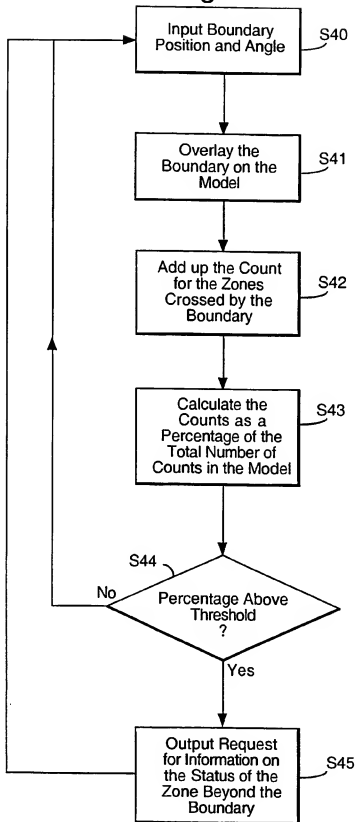 Input Boundary
Position and Angle
S40
Overlay the
Boundary on the
Model
S41
Add up the Count
for the Zones
Crossed by the
Boundary
S42
Calculate the
Counts as a
Percentage of the
Total Number of
Counts in the Model
S43
S44
No
Percentage Above
Threshold
?
Yes
Output Request
for Information on
the Status of the
Zone Beyond the
Boundary
S45